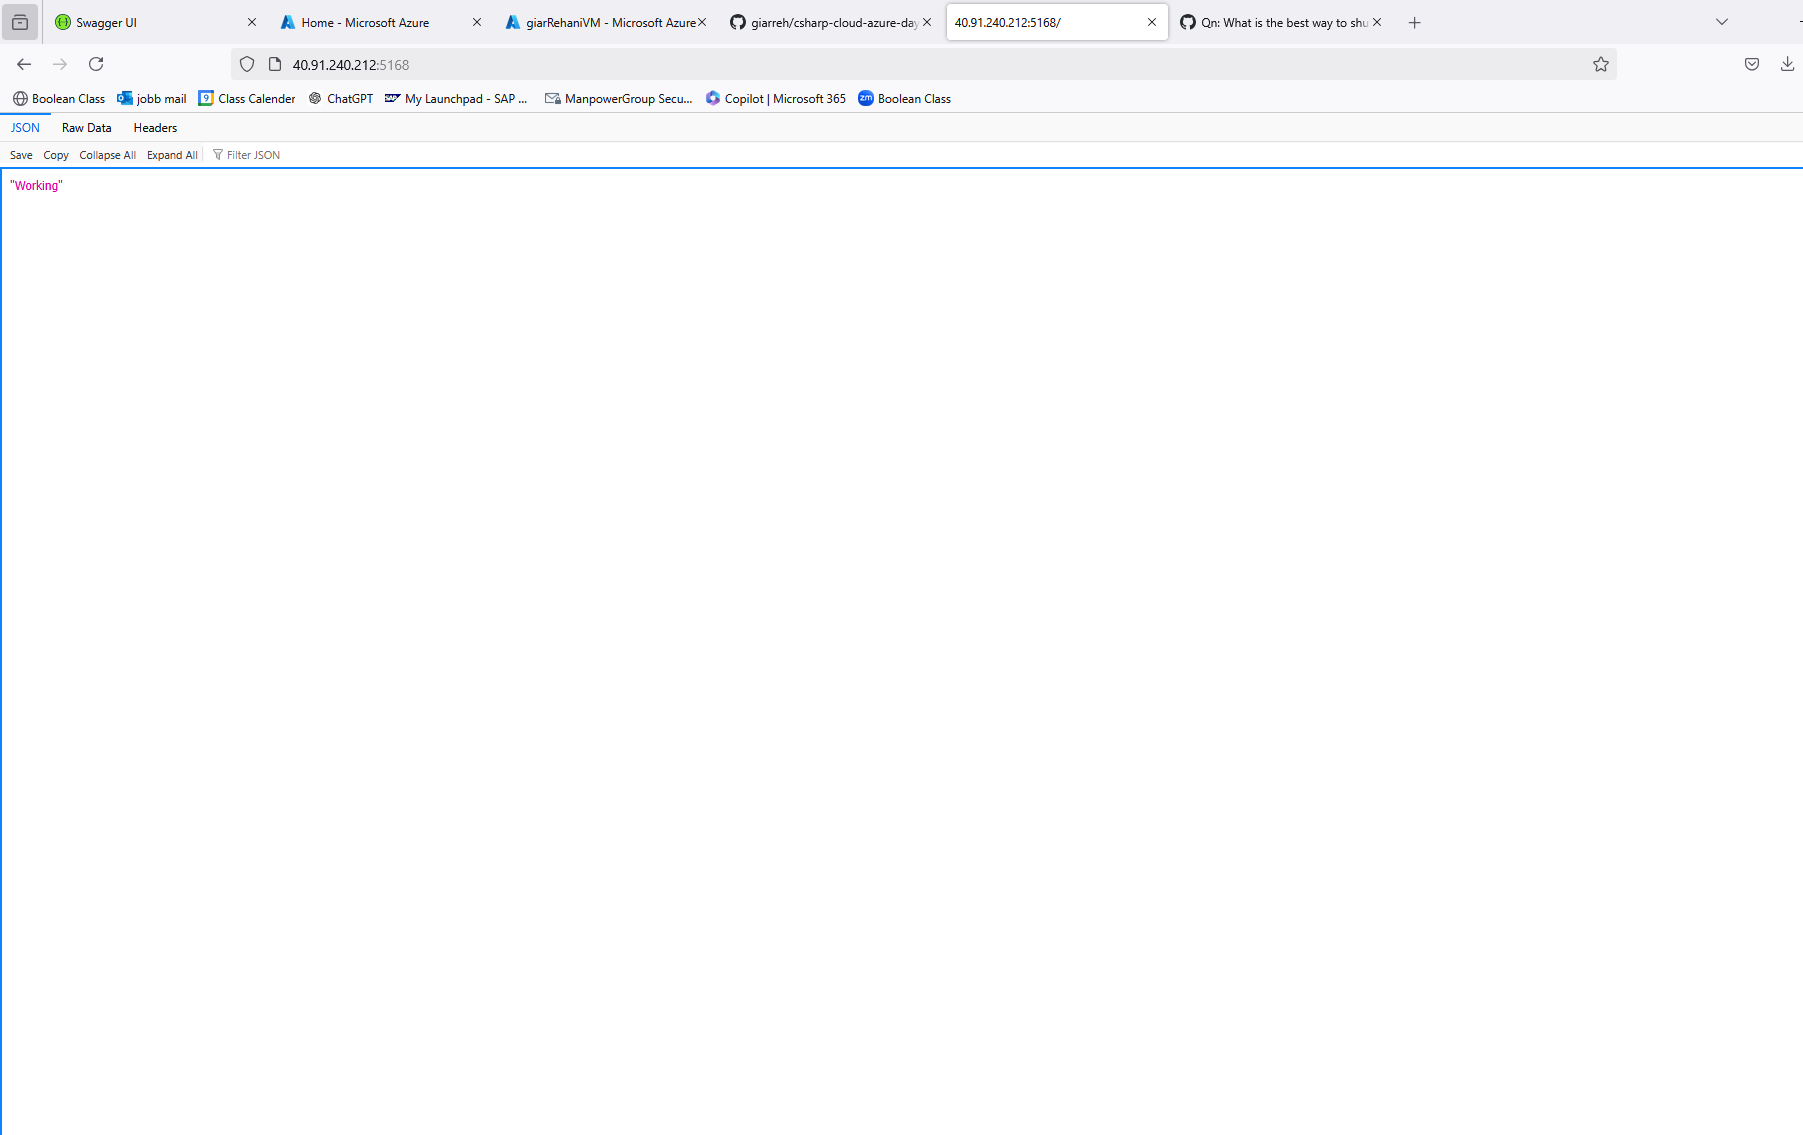 Swagger UI
Home - Microsoft Azure
giarRehaniVM - Microsoft Azure
giarreh/csharp-cloud-azure-day
40.91.240.212:5168/
Qn: What is the best way to shu
40.91.240.212:5168
Boolean Class
jobb mail
9 Class Calender
ChatGPT
SAP My Launchpad - SAP ...
ManpowerGroup Secu...
Copilot | Microsoft 365
zm Boolean Class
JSON Raw Data Headers
Save Copy Collapse All Expand All Filter JSON
"Working"